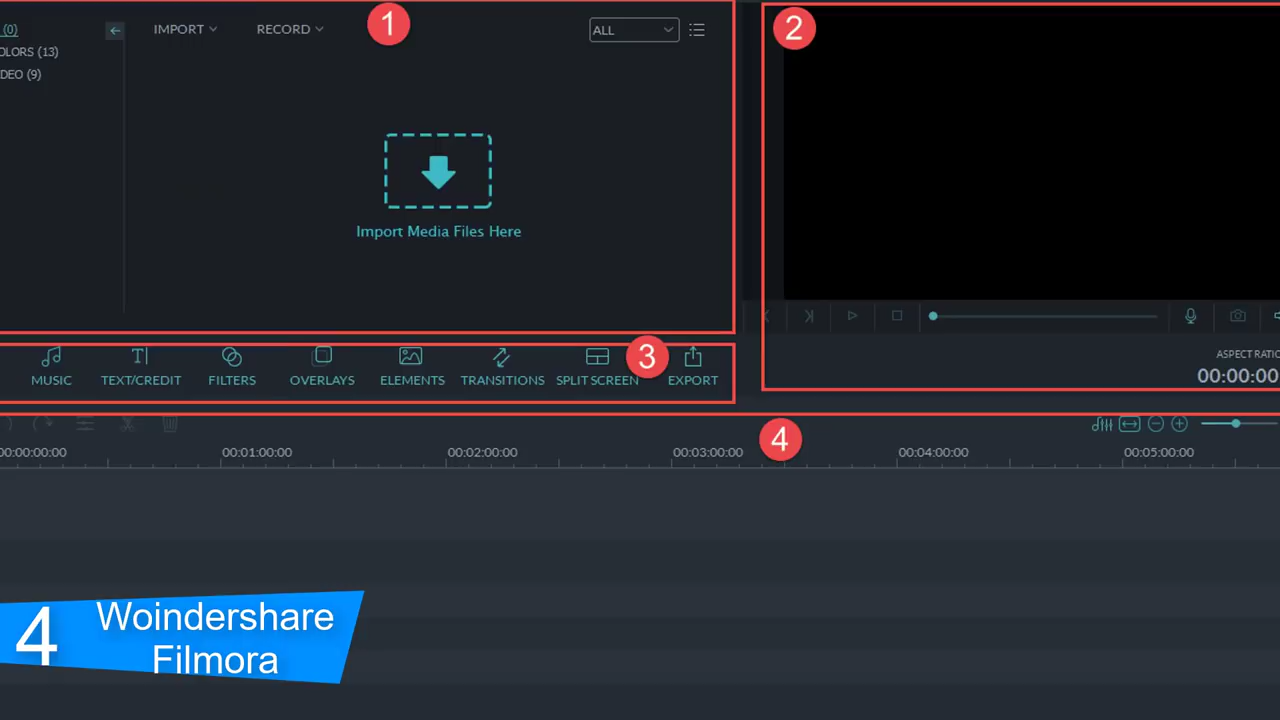 (0)
OLORS (13)
DEO (9)
IMPORT
RECORD
1
ALL
Import Media Files Here
2
ASPECT RATIO
00:00:00
MUSIC
TEXT/CREDIT
FILTERS
OVERLAYS
ELEMENTS
TRANSITIONS
SPLIT SCREEN
3
EXPORT
4
00:00:00:00
00:01:00:00
00:02:00:00
00:03:00:00
00:04:00:00
00:05:00:00
4
Woindershare
Filmora